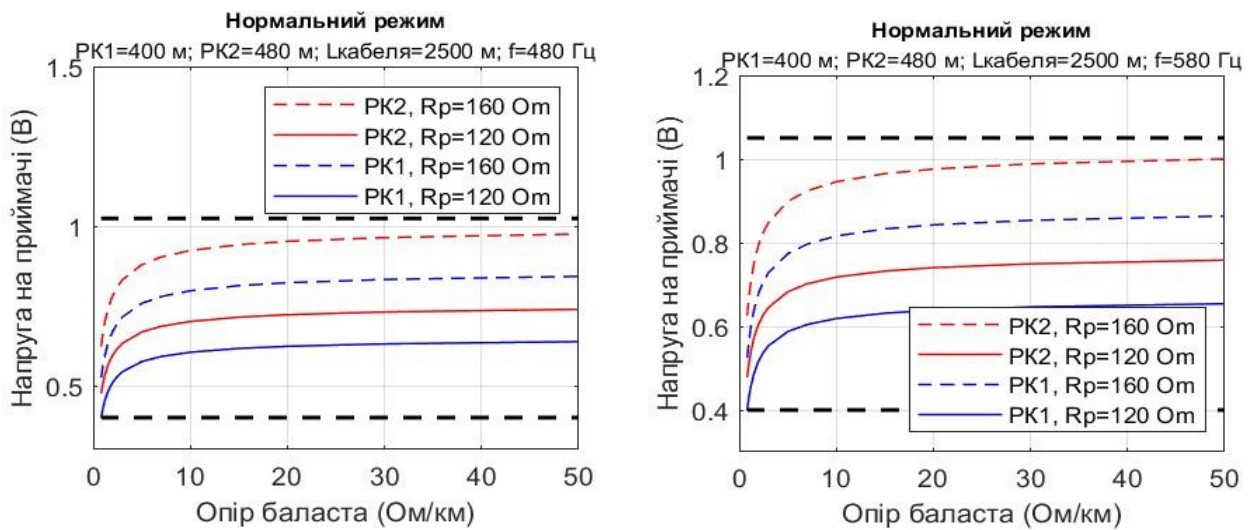 Нормальний режим
РК1=400 м; РК2=480 м; Lкабеля=2500 м; f=480 Гц
1.5
1
0.5
Напруга на приймачі (В)
РК2, Rp=160 Om
РК2, Rp=120 Om
РК1, Rp=160 Om
РК1, Rp=120 Om
0 10 20 30 40 50
Опір баласта (Ом/км)
Нормальний режим
РК1=400 м; РК2=480 м; Lкабеля=2500 м; f=580 Гц
1.2
1
0.8
0.6
0.4
Напруга на приймачі (В)
РК2, Rp=160 Om
РК2, Rp=120 Om
РК1, Rp=160 Om
РК1, Rp=120 Om
0 10 20 30 40 50
Опір баласта (Ом/км)